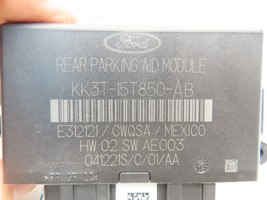 Ford
REAR PARKING AID MODULE
KK3T-15T850-AB
E312121/CWQSA/MEXICO
HW 02 SW AE003
041221S/C/01/AA